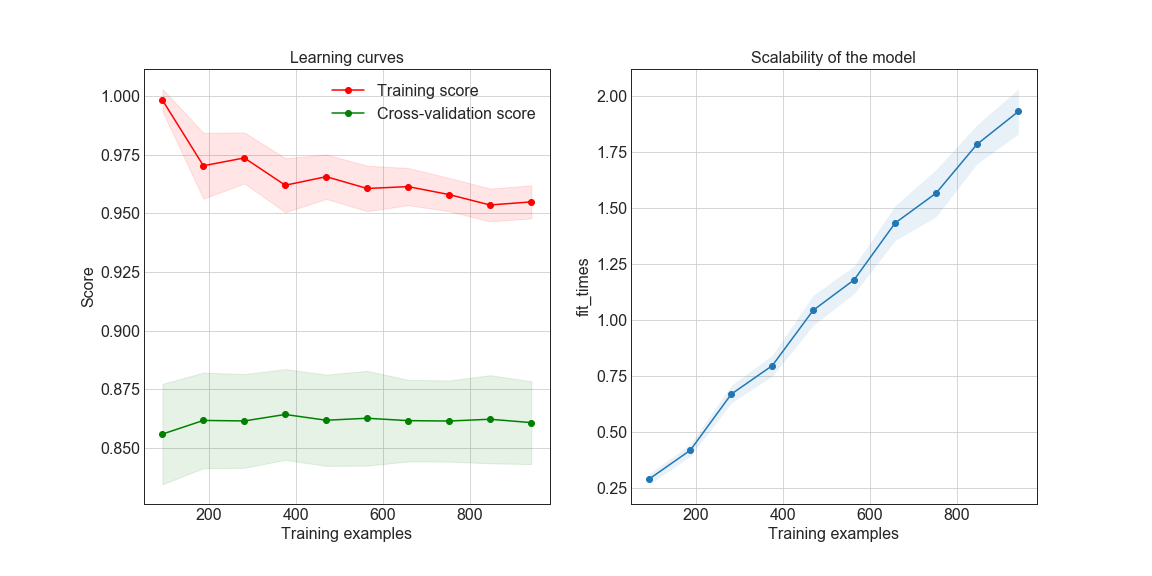 Learning curves
Training score
Cross-validation score
1.000
0.975
0.950
0.925
0.900
0.875
0.850
Score
200 400 600 800
Training examples
Scalability of the model
2.00
1.75
1.50
1.25
1.00
0.75
0.50
0.25
fit_times
200 400 600 800
Training examples